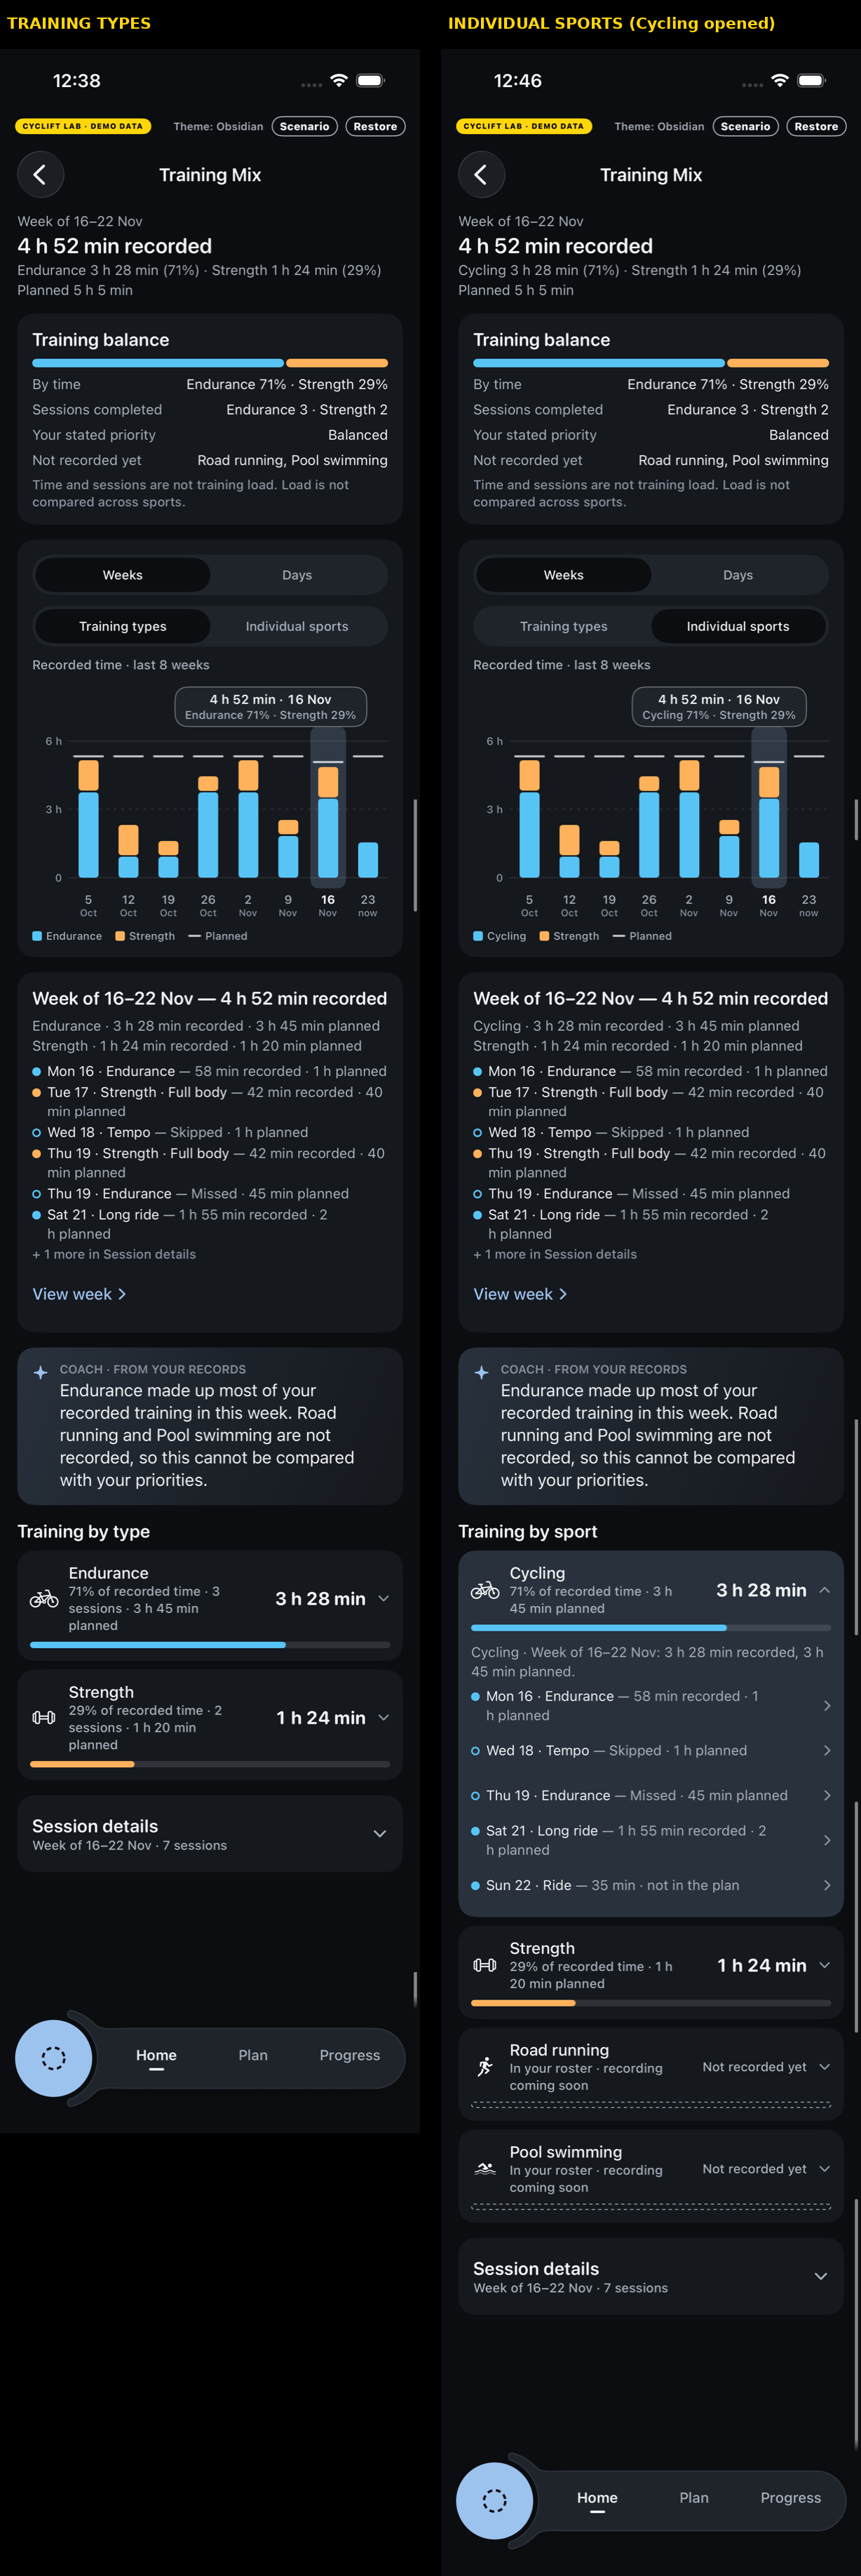 TRAINING TYPES
12:38
CYCLIFT LAB · DEMO DATA
Theme: Obsidian
Scenario
Restore
Training Mix
Week of 16–22 Nov
4 h 52 min recorded
Endurance 3 h 28 min (71%) · Strength 1 h 24 min (29%)
Planned 5 h 5 min
Training balance
By time Endurance 71% · Strength 29%
Sessions completed Endurance 3 · Strength 2
Your stated priority Balanced
Not recorded yet Road running, Pool swimming
Time and sessions are not training load. Load is not
compared across sports.
Weeks Days
Training types Individual sports
Recorded time · last 8 weeks
4 h 52 min · 16 Nov
Endurance 71% · Strength 29%
6 h
3 h
0
5 12 19 26 2 9 16 23
Oct Oct Oct Oct Nov Nov Nov now
Endurance Strength Planned
Week of 16–22 Nov — 4 h 52 min recorded
Endurance · 3 h 28 min recorded · 3 h 45 min planned
Strength · 1 h 24 min recorded · 1 h 20 min planned
Mon 16 · Endurance — 58 min recorded · 1 h planned
Tue 17 · Strength · Full body — 42 min recorded · 40
min planned
Wed 18 · Tempo — Skipped · 1 h planned
Thu 19 · Strength · Full body — 42 min recorded · 40
min planned
Thu 19 · Endurance — Missed · 45 min planned
Sat 21 · Long ride — 1 h 55 min recorded · 2
h planned
+ 1 more in Session details
View week
COACH · FROM YOUR RECORDS
Endurance made up most of your
recorded training in this week. Road
running and Pool swimming are not
recorded, so this cannot be compared
with your priorities.
Training by type
Endurance
71% of recorded time · 3
sessions · 3 h 45 min
planned
3 h 28 min
Strength
29% of recorded time · 2
sessions · 1 h 20 min
planned
1 h 24 min
Session details
Week of 16–22 Nov · 7 sessions
Home Plan Progress
INDIVIDUAL SPORTS (Cycling opened)
12:46
CYCLIFT LAB · DEMO DATA
Theme: Obsidian
Scenario
Restore
Training Mix
Week of 16–22 Nov
4 h 52 min recorded
Cycling 3 h 28 min (71%) · Strength 1 h 24 min (29%)
Planned 5 h 5 min
Training balance
By time Endurance 71% · Strength 29%
Sessions completed Endurance 3 · Strength 2
Your stated priority Balanced
Not recorded yet Road running, Pool swimming
Time and sessions are not training load. Load is not
compared across sports.
Weeks Days
Training types Individual sports
Recorded time · last 8 weeks
4 h 52 min · 16 Nov
Cycling 71% · Strength 29%
6 h
3 h
0
5 12 19 26 2 9 16 23
Oct Oct Oct Oct Nov Nov Nov now
Cycling Strength Planned
Week of 16–22 Nov — 4 h 52 min recorded
Cycling · 3 h 28 min recorded · 3 h 45 min planned
Strength · 1 h 24 min recorded · 1 h 20 min planned
Mon 16 · Endurance — 58 min recorded · 1 h planned
Tue 17 · Strength · Full body — 42 min recorded · 40
min planned
Wed 18 · Tempo — Skipped · 1 h planned
Thu 19 · Strength · Full body — 42 min recorded · 40
min planned
Thu 19 · Endurance — Missed · 45 min planned
Sat 21 · Long ride — 1 h 55 min recorded · 2
h planned
+ 1 more in Session details
View week
COACH · FROM YOUR RECORDS
Endurance made up most of your
recorded training in this week. Road
running and Pool swimming are not
recorded, so this cannot be compared
with your priorities.
Training by sport
Cycling
71% of recorded time · 3 h
45 min planned
3 h 28 min
Cycling · Week of 16–22 Nov: 3 h 28 min recorded, 3 h
45 min planned.
Mon 16 · Endurance — 58 min recorded · 1
h planned
Wed 18 · Tempo — Skipped · 1 h planned
Thu 19 · Endurance — Missed · 45 min planned
Sat 21 · Long ride — 1 h 55 min recorded · 2
h planned
Sun 22 · Ride — 35 min · not in the plan
Strength
29% of recorded time · 1 h
20 min planned
1 h 24 min
Road running
In your roster · recording
coming soon
Not recorded yet
Pool swimming
In your roster · recording
coming soon
Not recorded yet
Session details
Week of 16–22 Nov · 7 sessions
Home Plan Progress